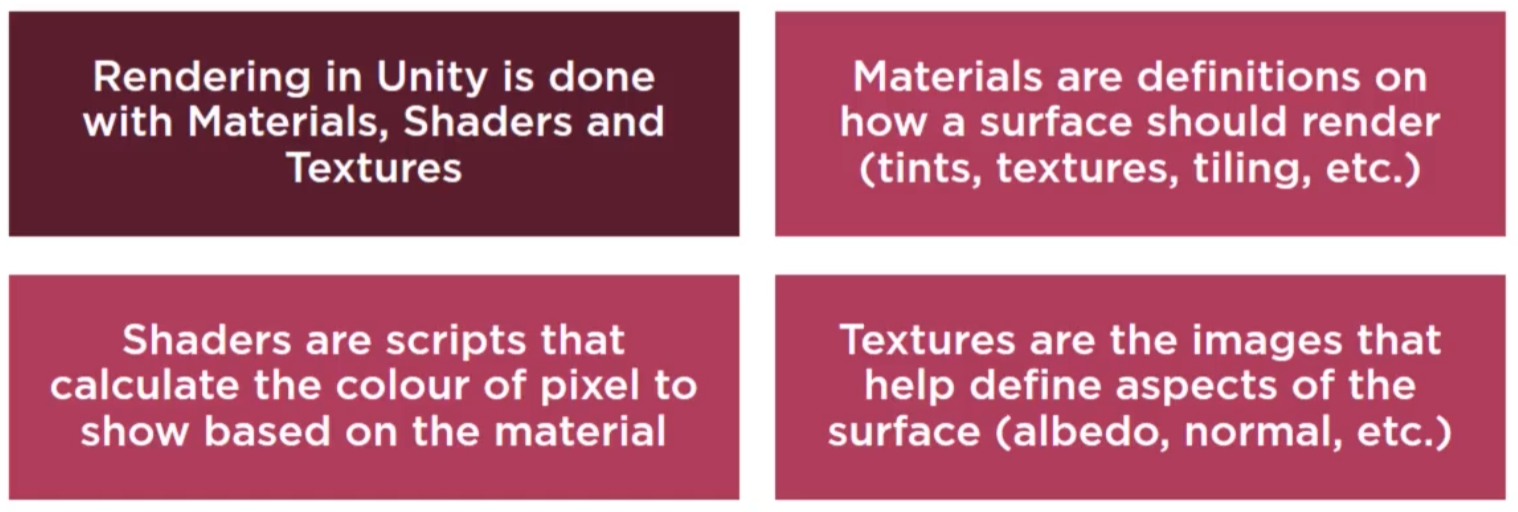 Rendering in Unity is done
with Materials, Shaders and
Textures
Materials are definitions on
how a surface should render
(tints, textures, tiling, etc.)
Shaders are scripts that
calculate the colour of pixel to
show based on the material
Textures are the images that
help define aspects of the
surface (albedo, normal, etc.)